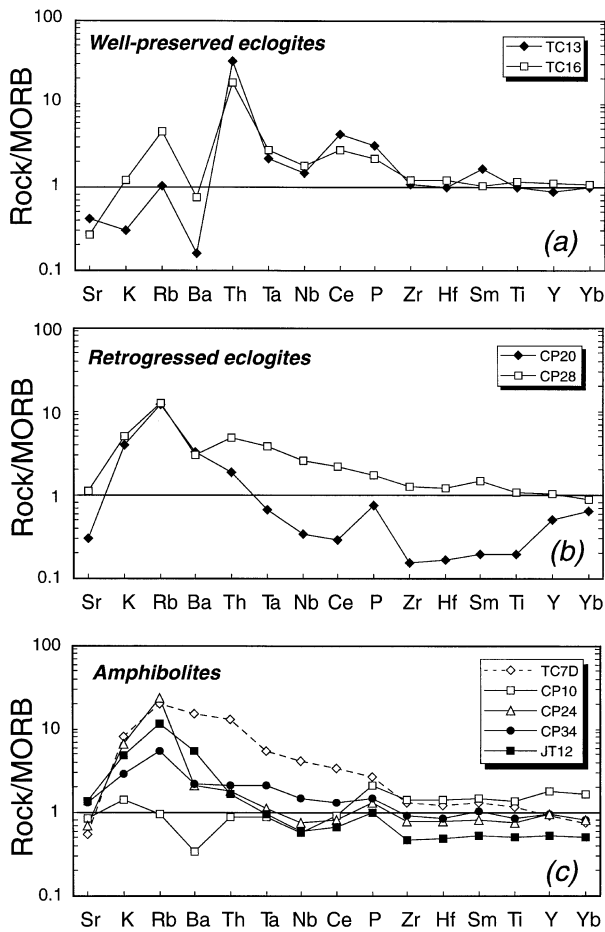 100
10
1
0.1
Rock/MORB
Well-preserved eclogites
TC13
TC16
(a)
Sr K Rb Ba Th Ta Nb Ce P Zr Hf Sm Ti Y Yb
100
10
1
0.1
Rock/MORB
Retrogressed eclogites
CP20
CP28
(b)
Sr K Rb Ba Th Ta Nb Ce P Zr Hf Sm Ti Y Yb
100
10
1
0.1
Rock/MORB
Amphibolites
TC7D
CP10
CP24
CP34
JT12
(c)
Sr K Rb Ba Th Ta Nb Ce P Zr Hf Sm Ti Y Yb